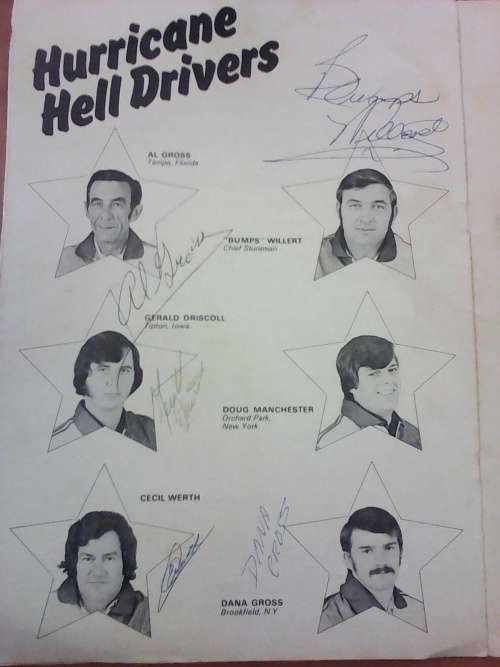 Hurricane
Hell Drivers
Bumps
Willert
AL GROSS
Tampa, Florida
"BUMPS" WILLERT
Chief Stuntman
Al Gross
GERALD DRISCOLL
Tipton, Iowa.
DOUG MANCHESTER
Orchard Park,
New York.
CECIL WERTH
DANA
GROSS
DANA GROSS
Brookfield, N.Y.